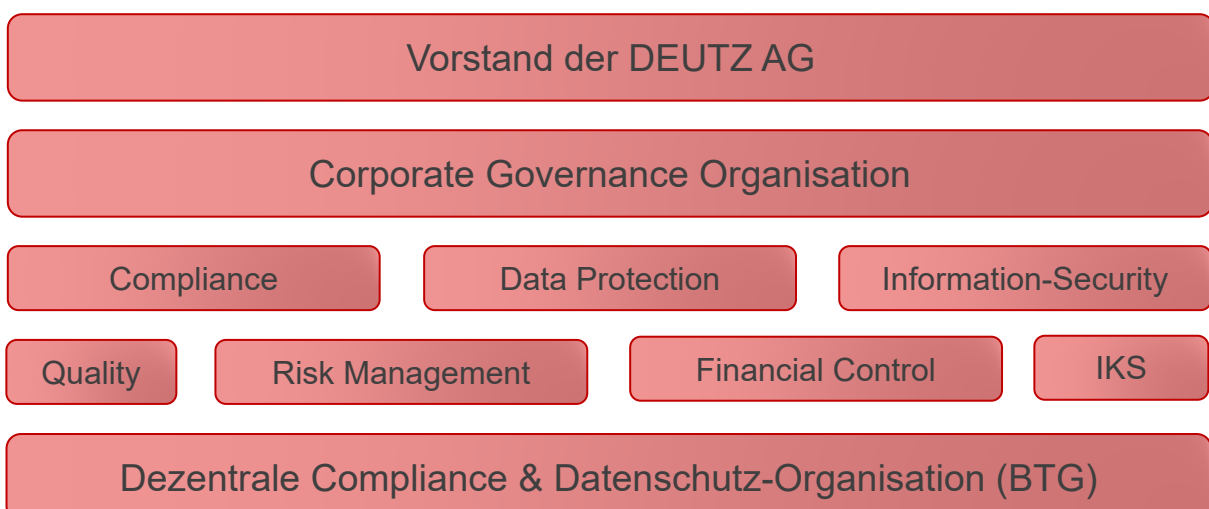 Vorstand der DEUTZ AG
Corporate Governance Organisation
Compliance
Data Protection
Information-Security
Quality
Risk Management
Financial Control
IKS
Dezentrale Compliance & Datenschutz-Organisation (BTG)